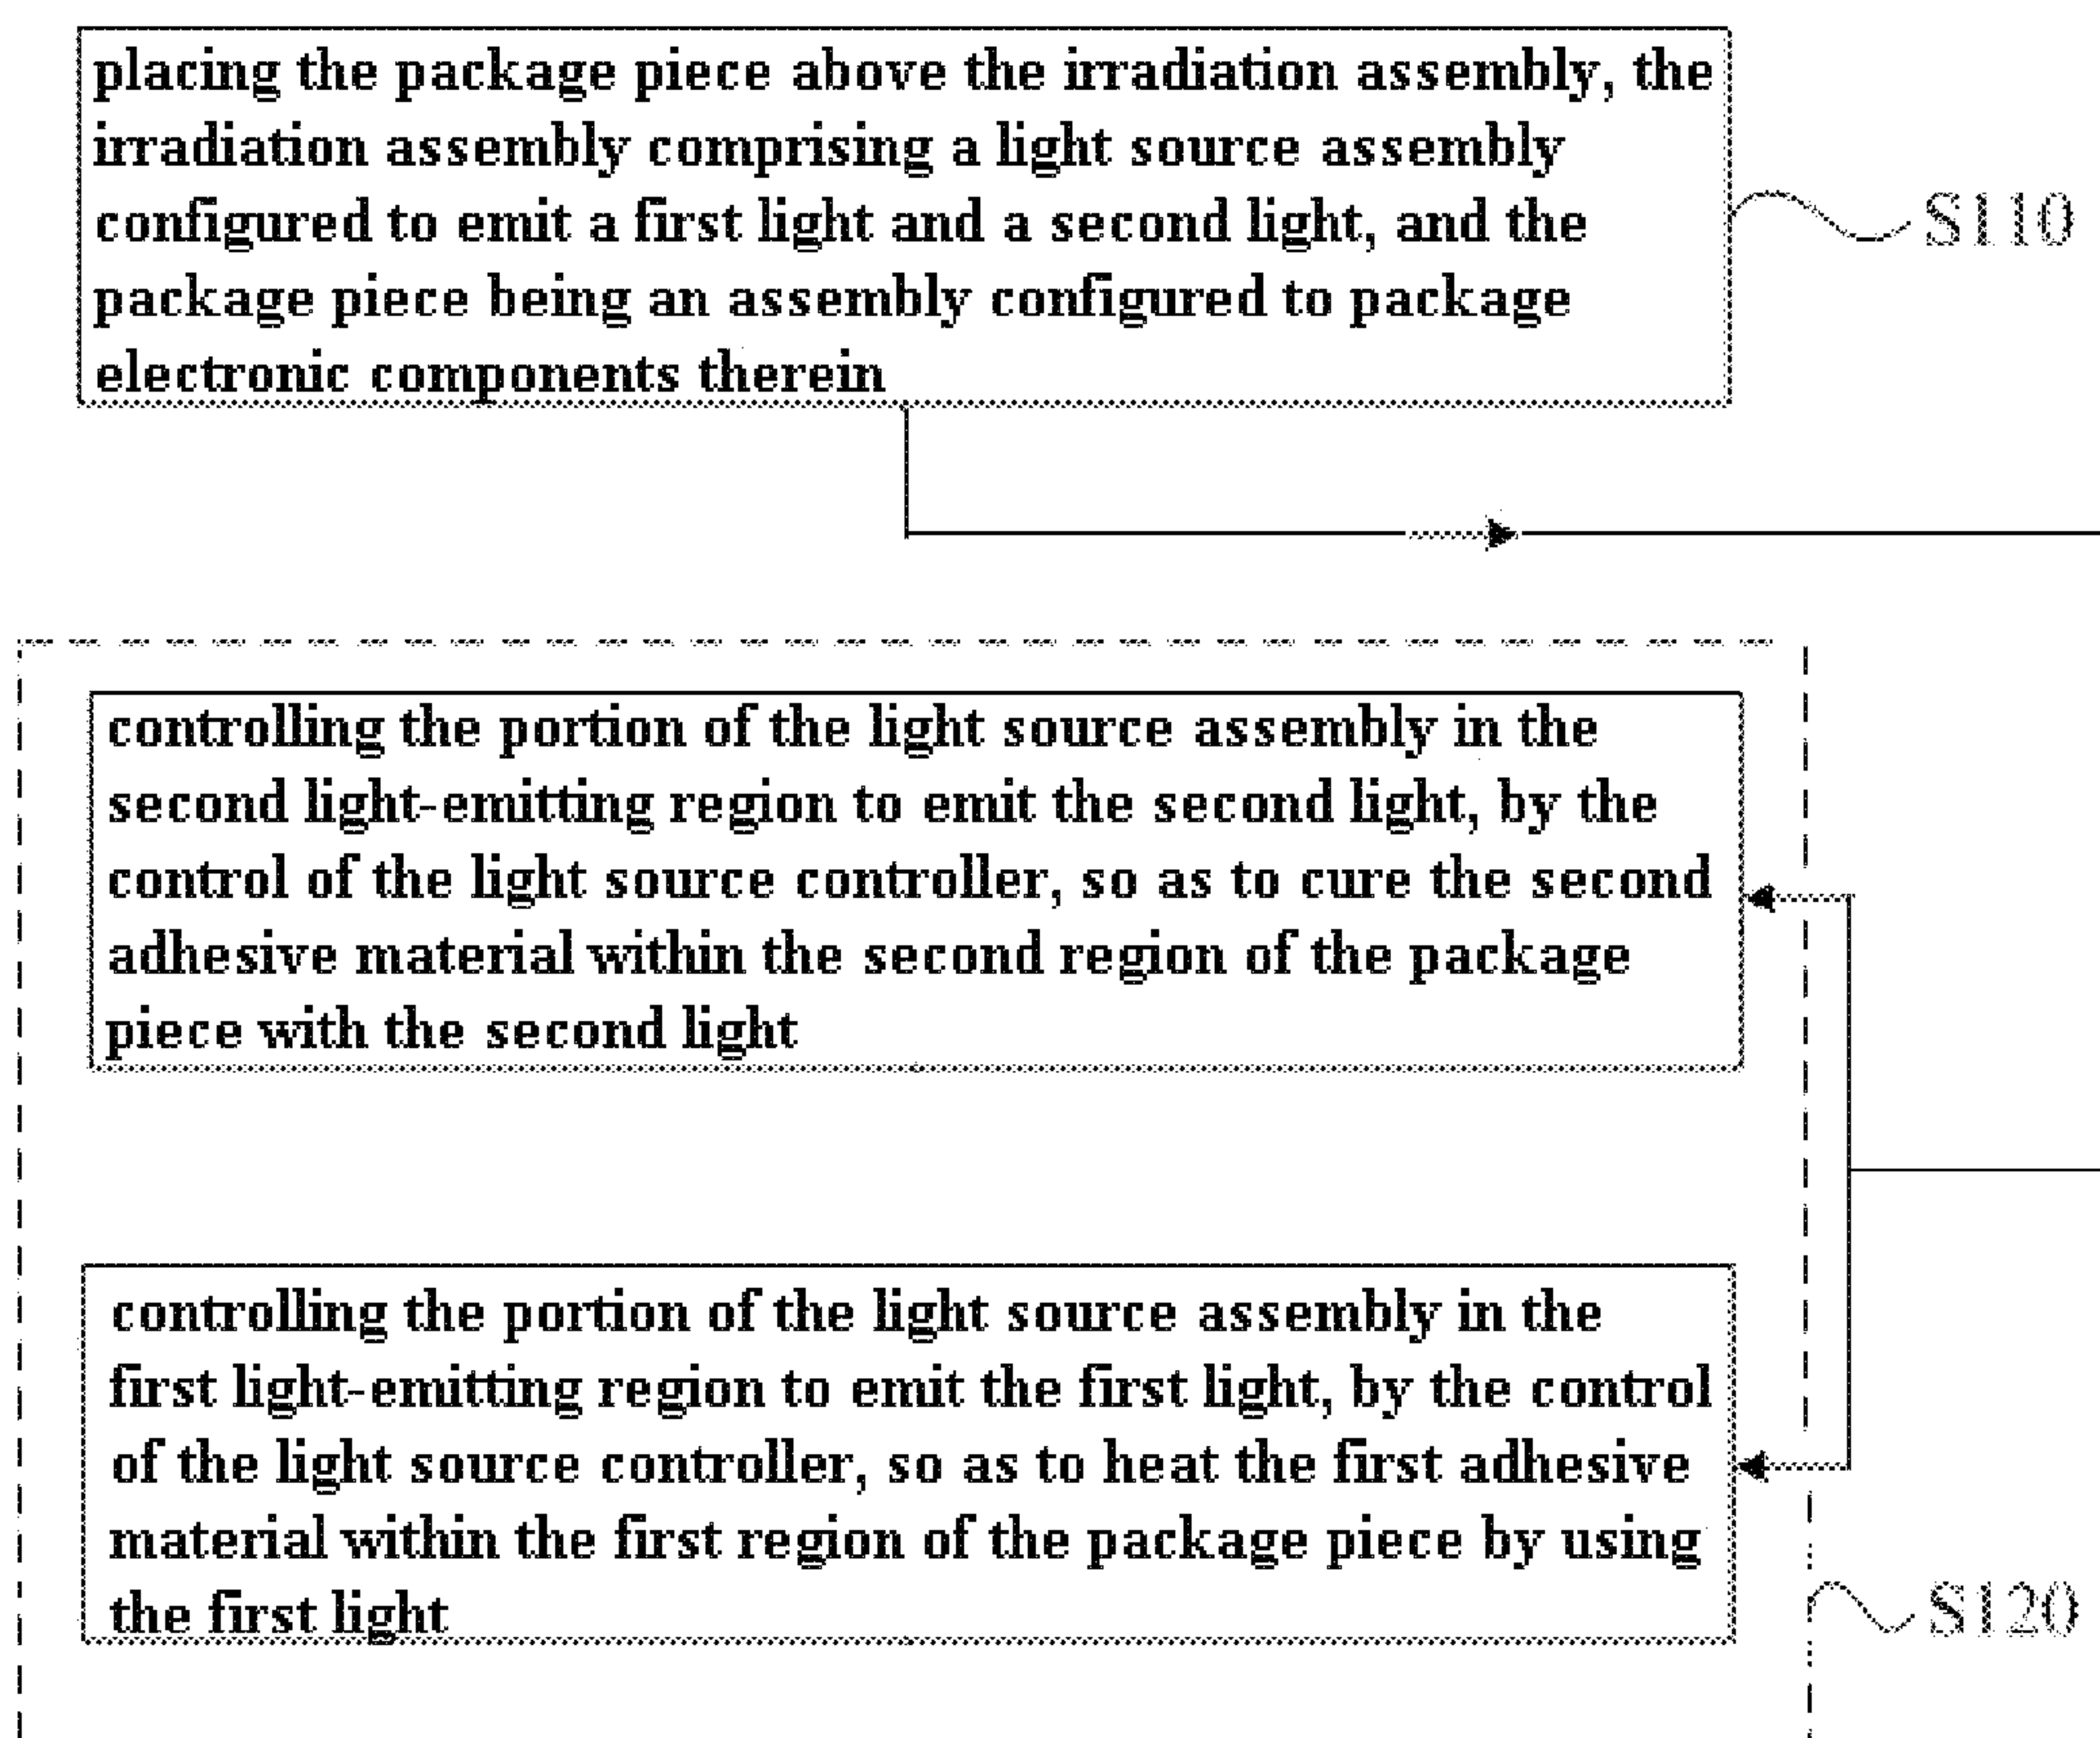 placing the package piece above the irradiation assembly, the
irradiation assembly comprising a light source assembly
configured to emit a first light and a second light, and the
package piece being an assembly configured to package
electronic components therein
S110
controlling the portion of the light source assembly in the
second light-emitting region to emit the second light, by the
control of the light source controller, so as to cure the second
adhesive material within the second region of the package
piece with the second light
controlling the portion of the light source assembly in the
first light-emitting region to emit the first light, by the control
of the light source controller, so as to heat the first adhesive
material within the first region of the package piece by using
the first light
S120